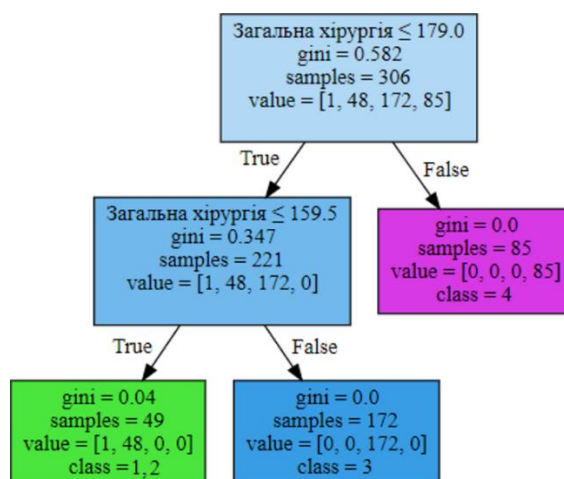 Загальна хірургія ≤ 179.0
gini = 0.582
samples = 306
value = [1, 48, 172, 85]
True
False
Загальна хірургія ≤ 159.5
gini = 0.347
samples = 221
value = [1, 48, 172, 0]
gini = 0.0
samples = 85
value = [0, 0, 0, 85]
class = 4
True
False
gini = 0.04
samples = 49
value = [1, 48, 0, 0]
class = 1,2
gini = 0.0
samples = 172
value = [0, 0, 172, 0]
class = 3